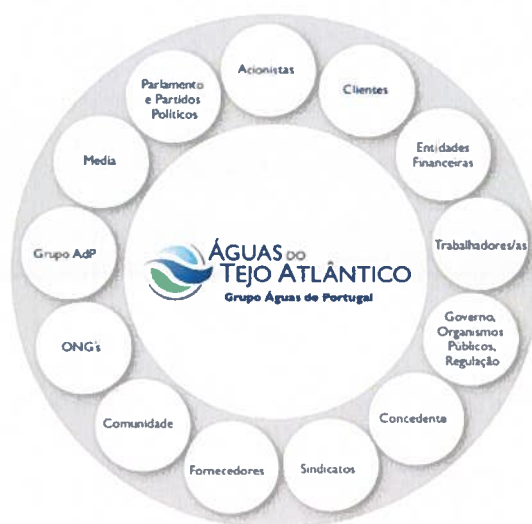 Acionistas
Clientes
Entidades
Financeiras
Trabalhadores/as
Governo,
Organismos
Públicos,
Regulação
Concedente
Sindicatos
Fornecedores
Comunidade
ONG's
Grupo AdP
Media
Parlamento
e Partidos
Políticos
ÁGUAS DO
TEJO ATLÂNTICO
Grupo Águas de Portugal